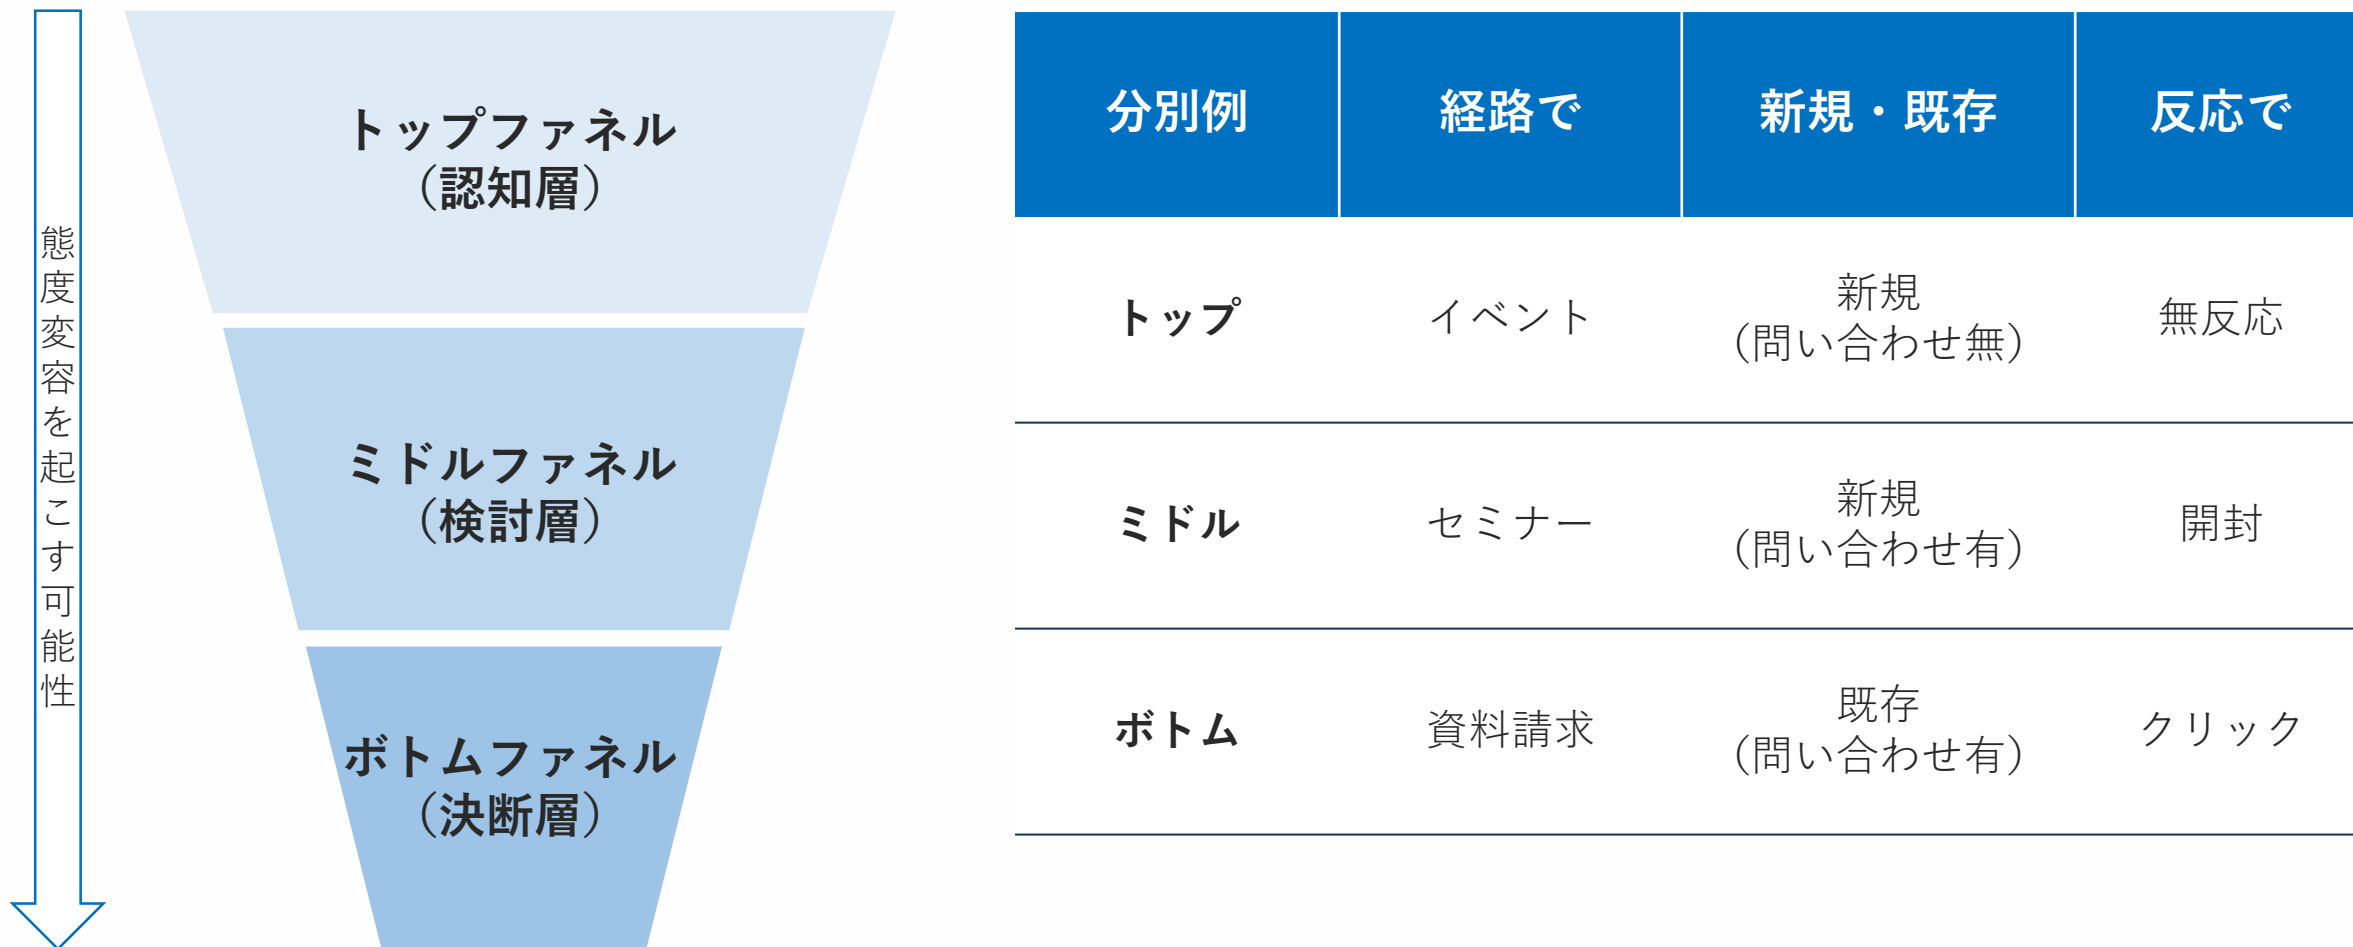 態度変容を起こす可能性
トップファネル
（認知層）
ミドルファネル
（検討層）
ボトムファネル
（決断層）
分別例 経路で 新規・既存 反応で
トップ イベント 新規 無反応
（問い合わせ無）
ミドル セミナー 新規 開封
（問い合わせ有）
ボトム 資料請求 既存 クリック
（問い合わせ有）